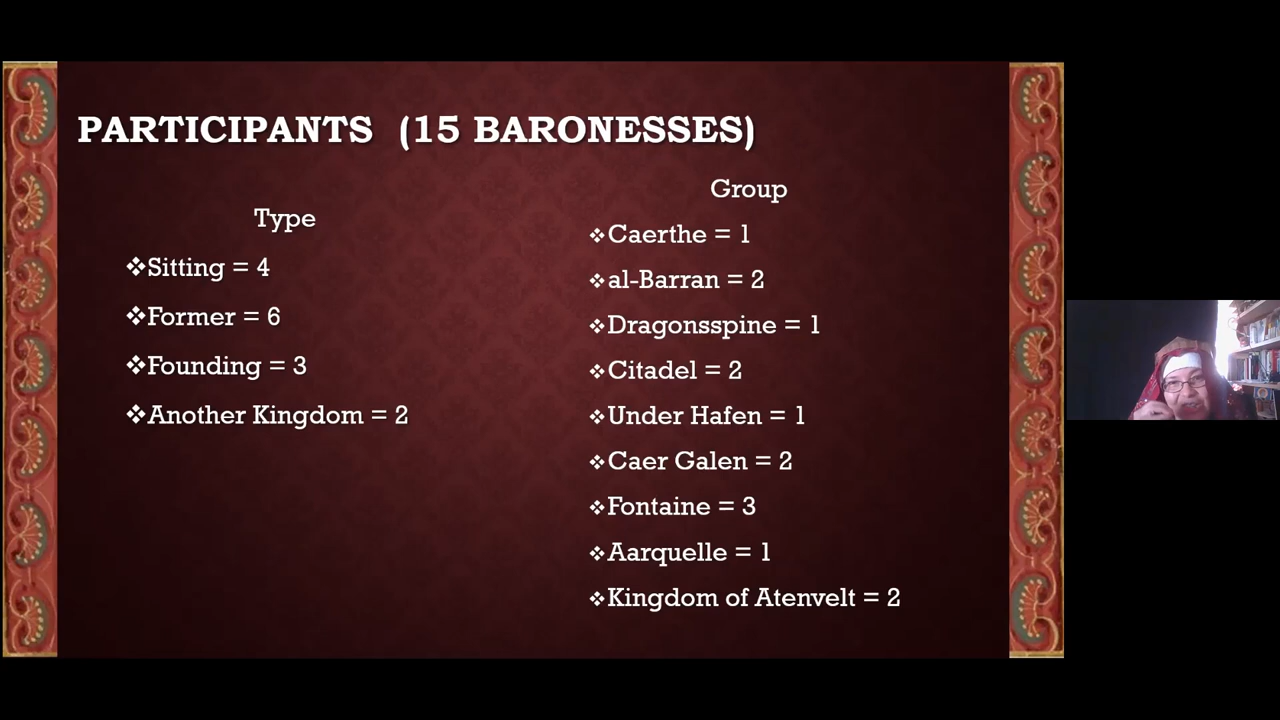 PARTICIPANTS (15 BARONESSES)
Type
❖Sitting = 4
❖Former = 6
❖Founding = 3
❖Another Kingdom = 2
Group
❖Caerthe = 1
❖al-Barran = 2
❖Dragonsspine = 1
❖Citadel = 2
❖Under Hafen = 1
❖Caer Galen = 2
❖Fontaine = 3
❖Aarquelle = 1
❖Kingdom of Atenvelt = 2